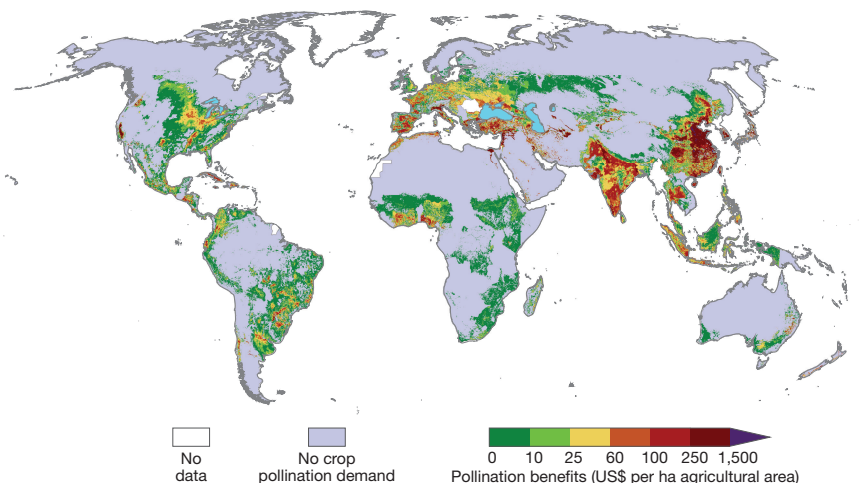 No
data
No crop
pollination demand
0 10 25 60 100 250 1,500
Pollination benefits (US$ per ha agricultural area)